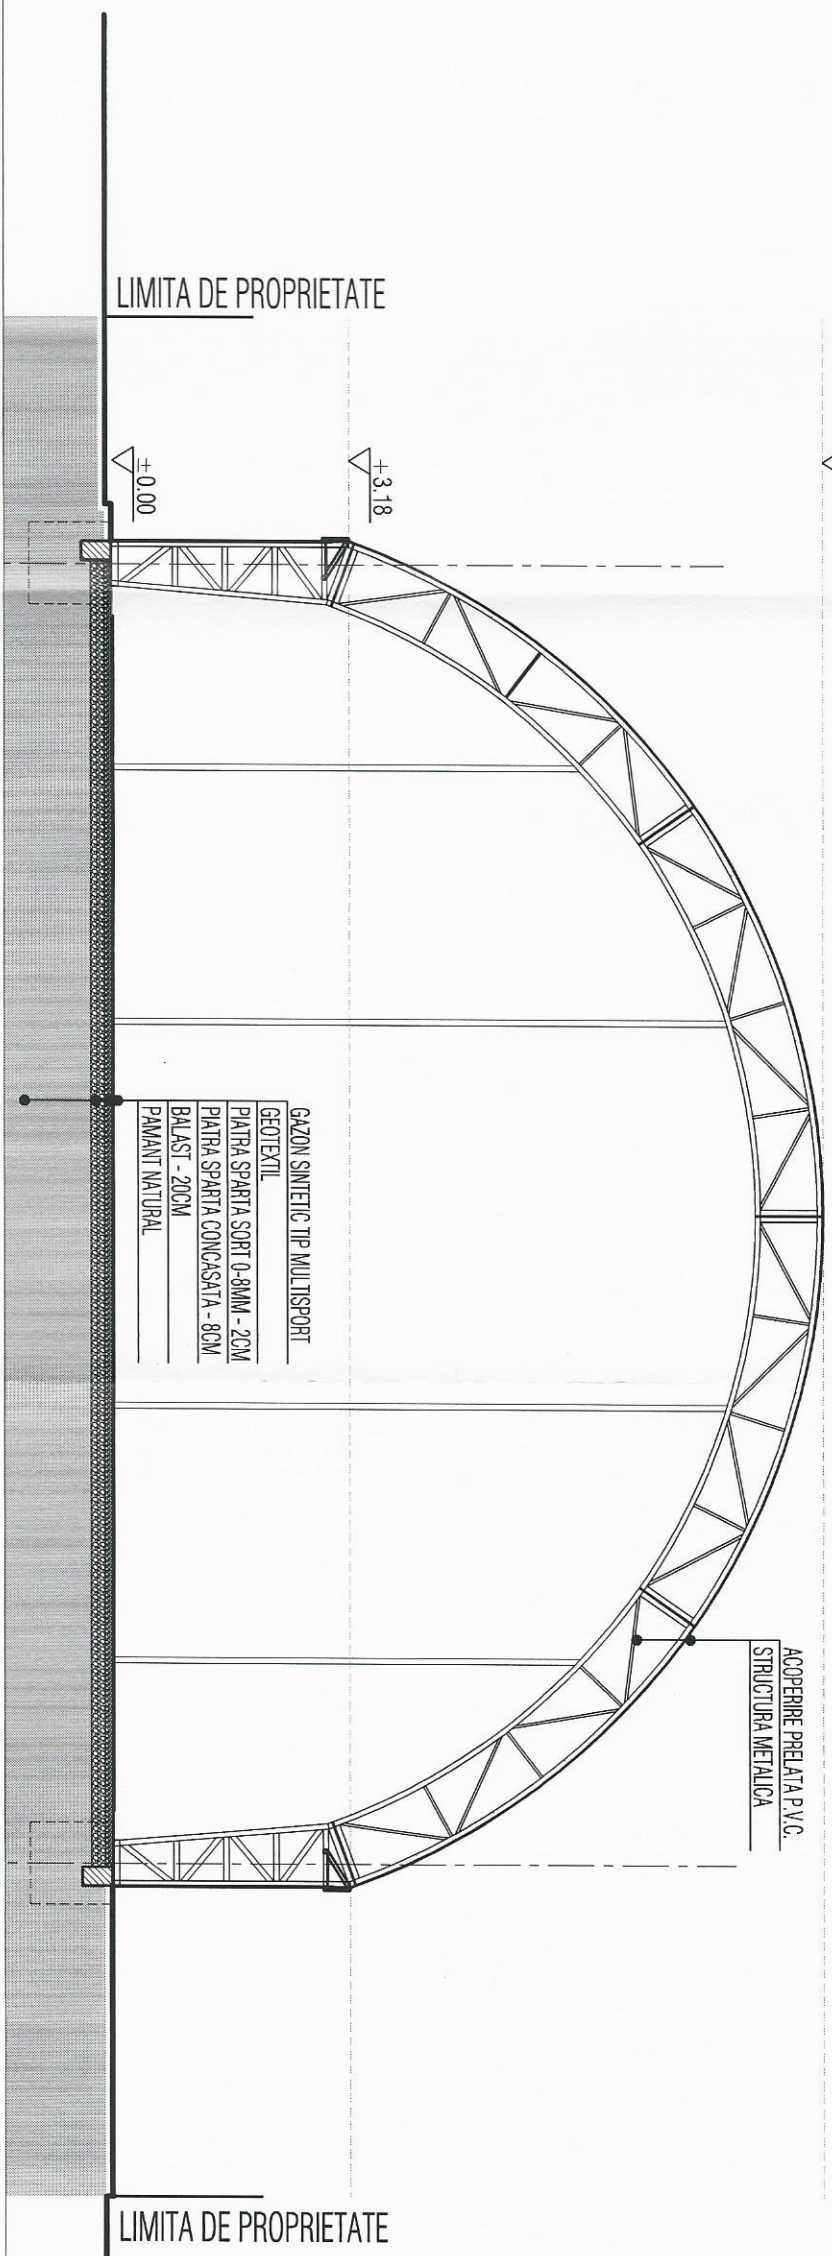 LIMITA DE PROPRIETATE
±0.00
+3.18
GAZON SINTETIC TIP MULTISPORT
GEOTEXTIL
PIATRA SPARTA SORT 0-8MM - 2CM
PIATRA SPARTA CONCASATA - 8CM
BALAST - 20CM
PAMANT NATURAL
ACOPERIRE PRELATA P.V.C.
STRUCTURA METALICA
LIMITA DE PROPRIETATE